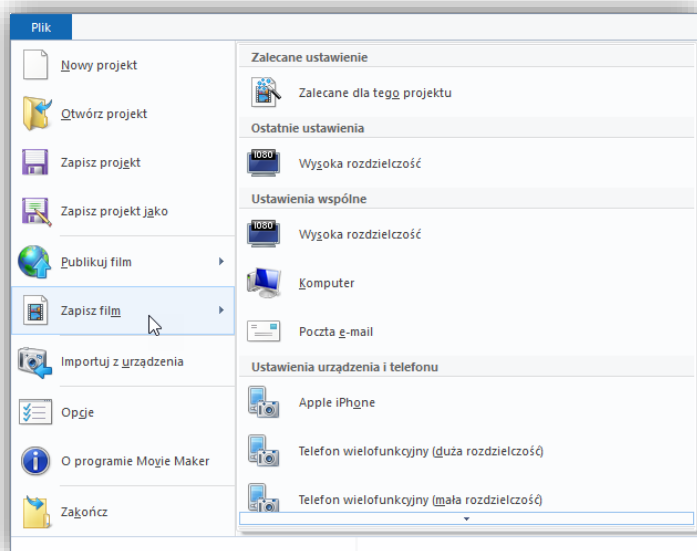 Plik
Nowy projekt
Otwórz projekt
Zapisz projekt
Zapisz projekt jako
Publikuj film
Zapisz film
Importuj z urządzenia
Opcje
O programie Movie Maker
Zakończ
Zalecane ustawienie
Zalecane dla tego projektu
Ostatnie ustawienia
1080
Wysoka rozdzielczość
Ustawienia wspólne
1080
Wysoka rozdzielczość
Komputer
Poczta e-mail
Ustawienia urządzenia i telefonu
Apple iPhone
Telefon wielofunkcyjny (duża rozdzielczość)
Telefon wielofunkcyjny (mała rozdzielczość)